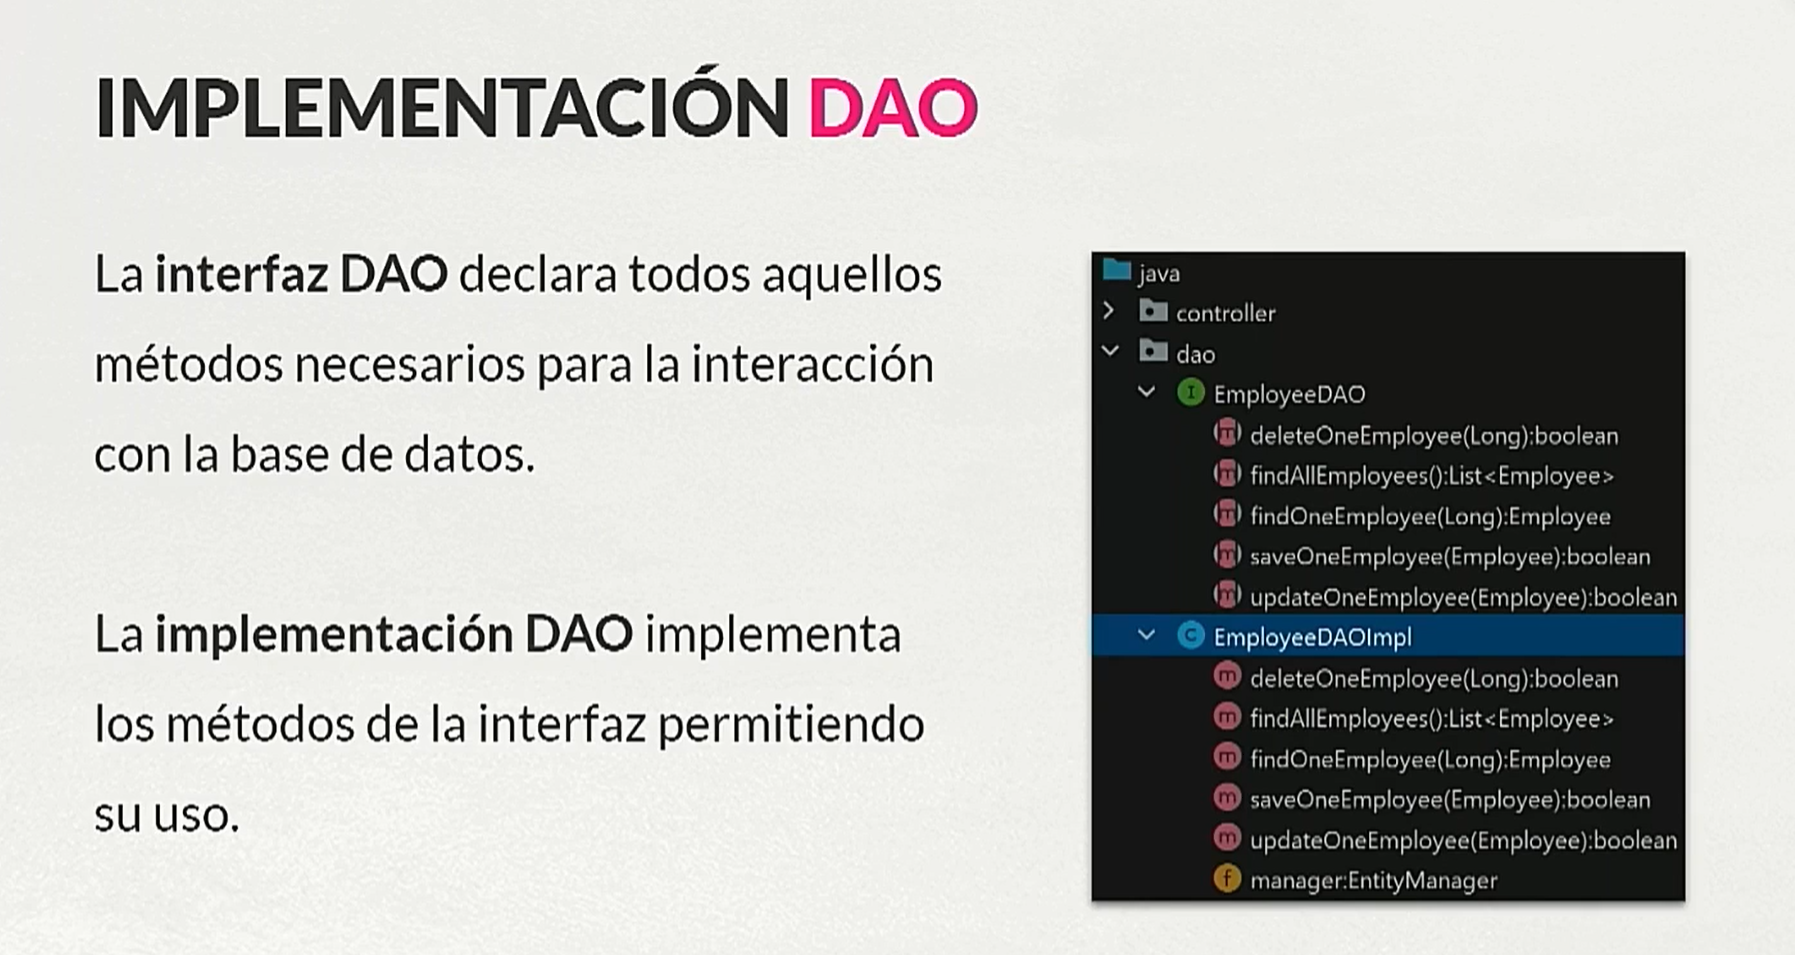 IMPLEMENTACIÓN DAO
La interfaz DAO declara todos aquellos
métodos necesarios para la interacción
con la base de datos.
La implementación DAO implementa
los métodos de la interfaz permitiendo
su uso.
java
controller
dao
I EmployeeDAO
m deleteOneEmployee(Long):boolean
m findAllEmployees():List<Employee>
m findOneEmployee(Long):Employee
m saveOneEmployee(Employee):boolean
m updateOneEmployee(Employee):boolean
C EmployeeDAOImpl
m deleteOneEmployee(Long):boolean
m findAllEmployees():List<Employee>
m findOneEmployee(Long):Employee
m saveOneEmployee(Employee):boolean
m updateOneEmployee(Employee):boolean
f manager:EntityManager